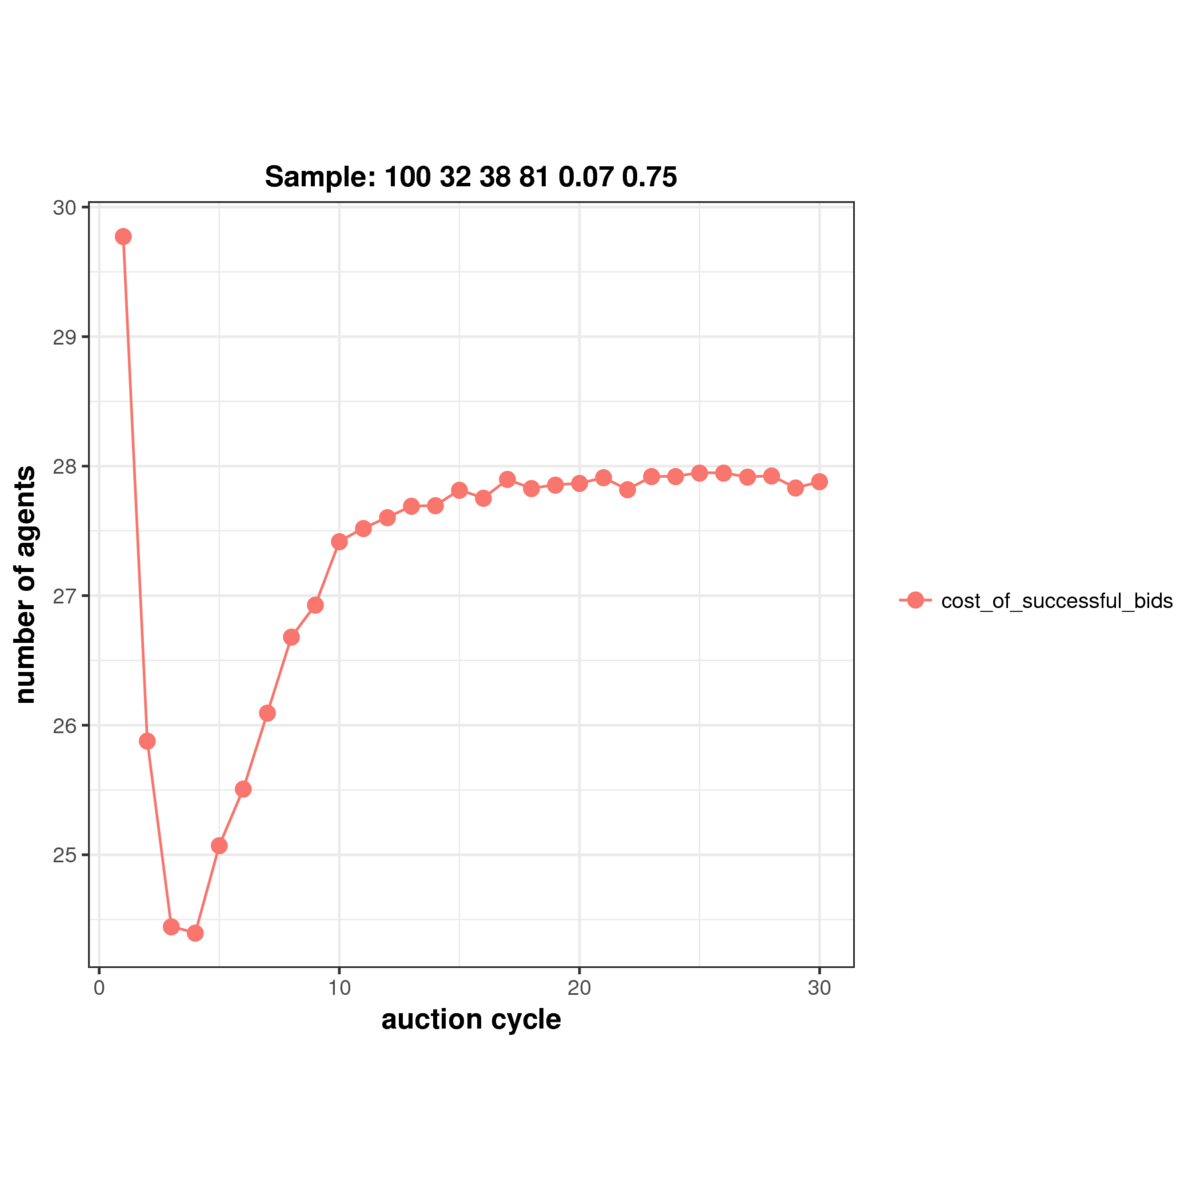 Sample: 100 32 38 81 0.07 0.75
30
29
28
27
26
25
number of agents
0 10 20 30
auction cycle
cost_of_successful_bids